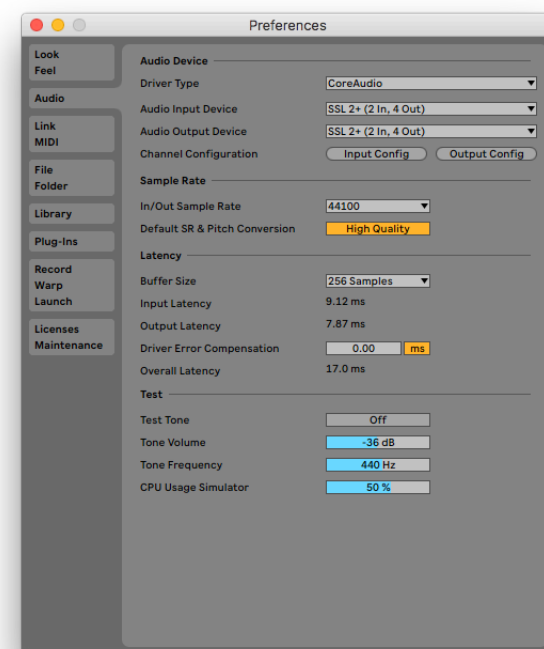 Preferences
Look
Feel
Audio
Link
MIDI
File
Folder
Library
Plug-Ins
Record
Warp
Launch
Licenses
Maintenance
Audio Device
Driver Type CoreAudio
Audio Input Device SSL 2+ (2 In, 4 Out)
Audio Output Device SSL 2+ (2 In, 4 Out)
Channel Configuration Input Config Output Config
Sample Rate
In/Out Sample Rate 44100
Default SR & Pitch Conversion High Quality
Latency
Buffer Size 256 Samples
Input Latency 9.12 ms
Output Latency 7.87 ms
Driver Error Compensation 0.00 ms
Overall Latency 17.0 ms
Test
Test Tone Off
Tone Volume -36 dB
Tone Frequency 440 Hz
CPU Usage Simulator 50 %